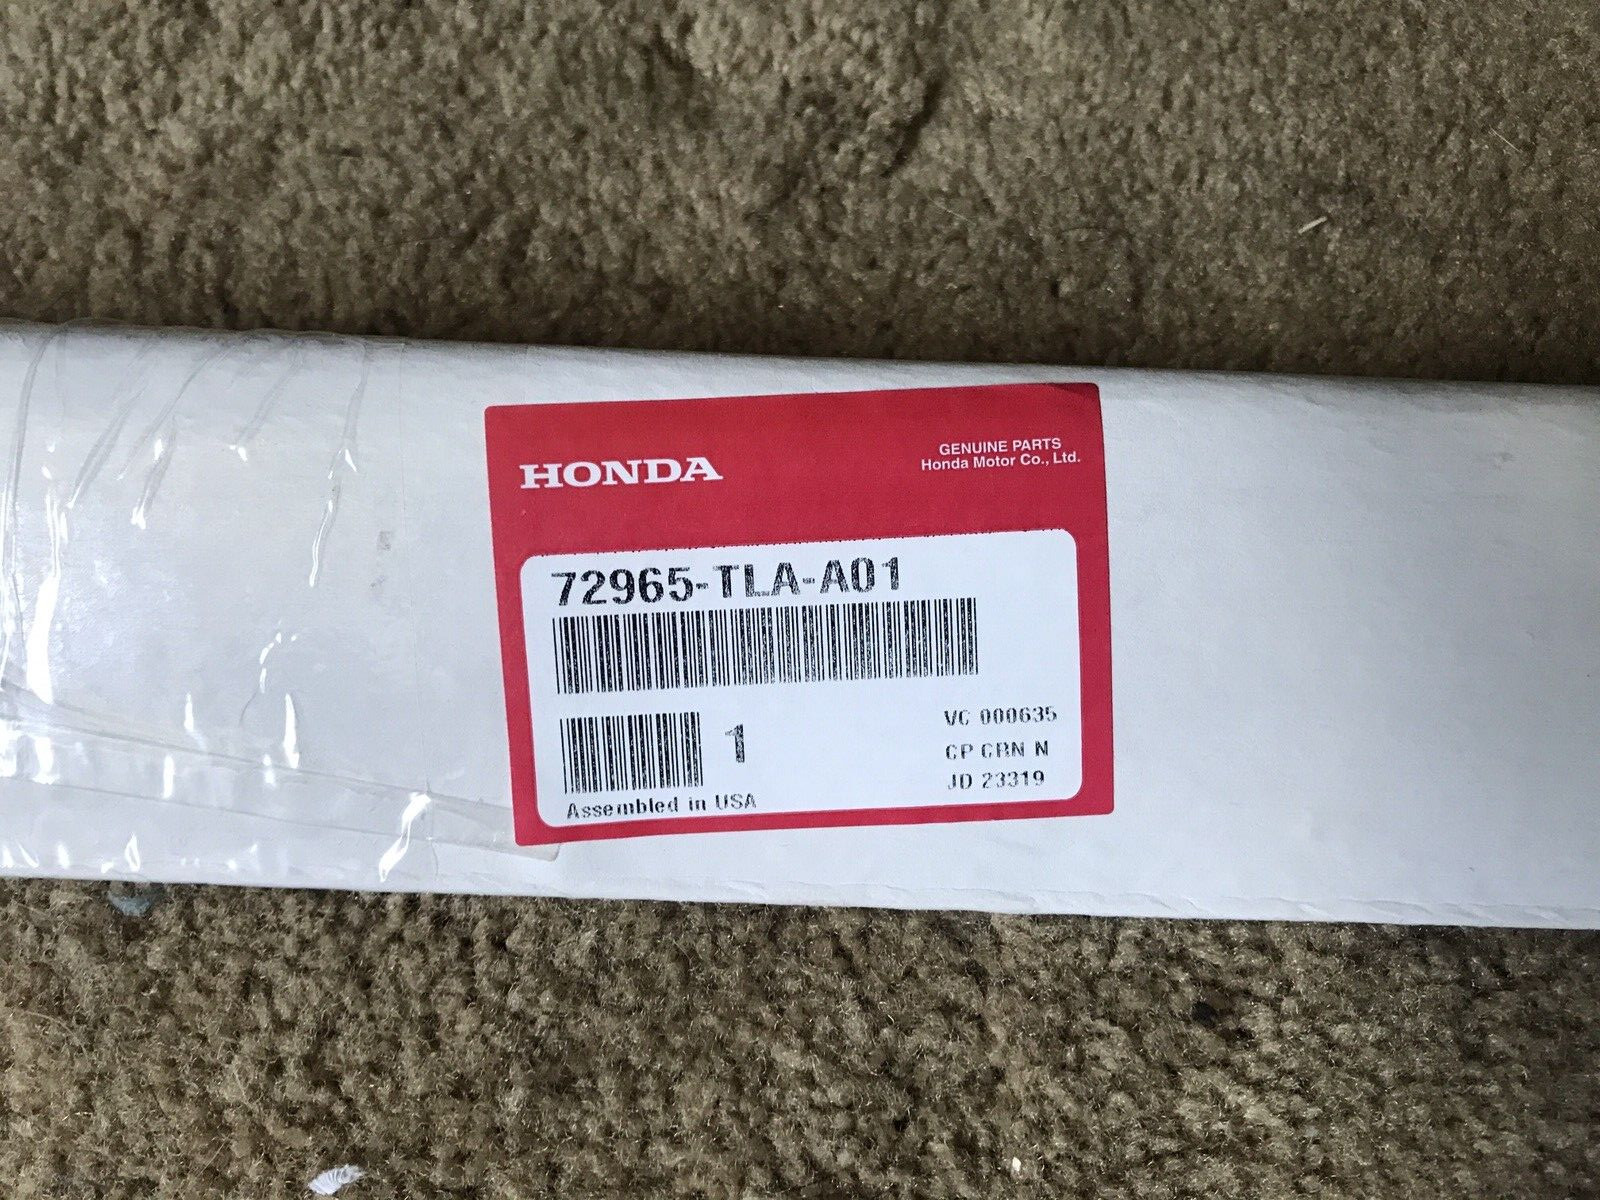 HONDA
GENUINE PARTS
Honda Motor Co., Ltd.
72965-TLA-A01
1
VC 000635
CP CRN N
JD 23319
Assembled in USA